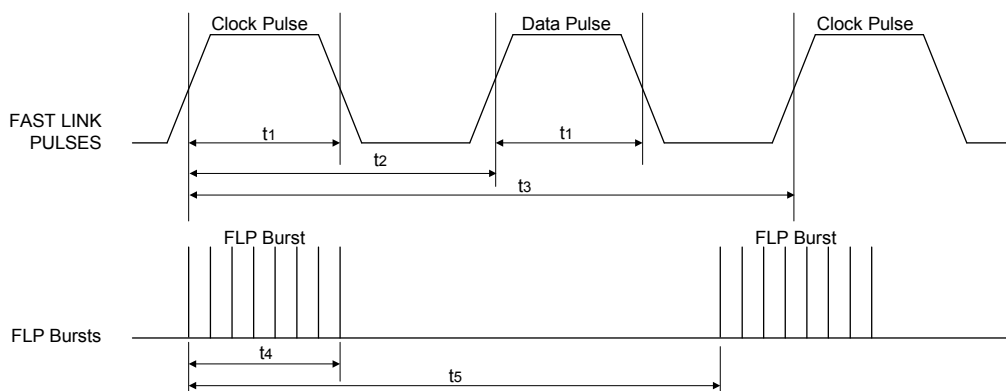 Clock Pulse
Data Pulse
Clock Pulse
FAST LINK
PULSES
t1
t1
t2
t3
FLP Burst
FLP Burst
FLP Bursts
t4
t5